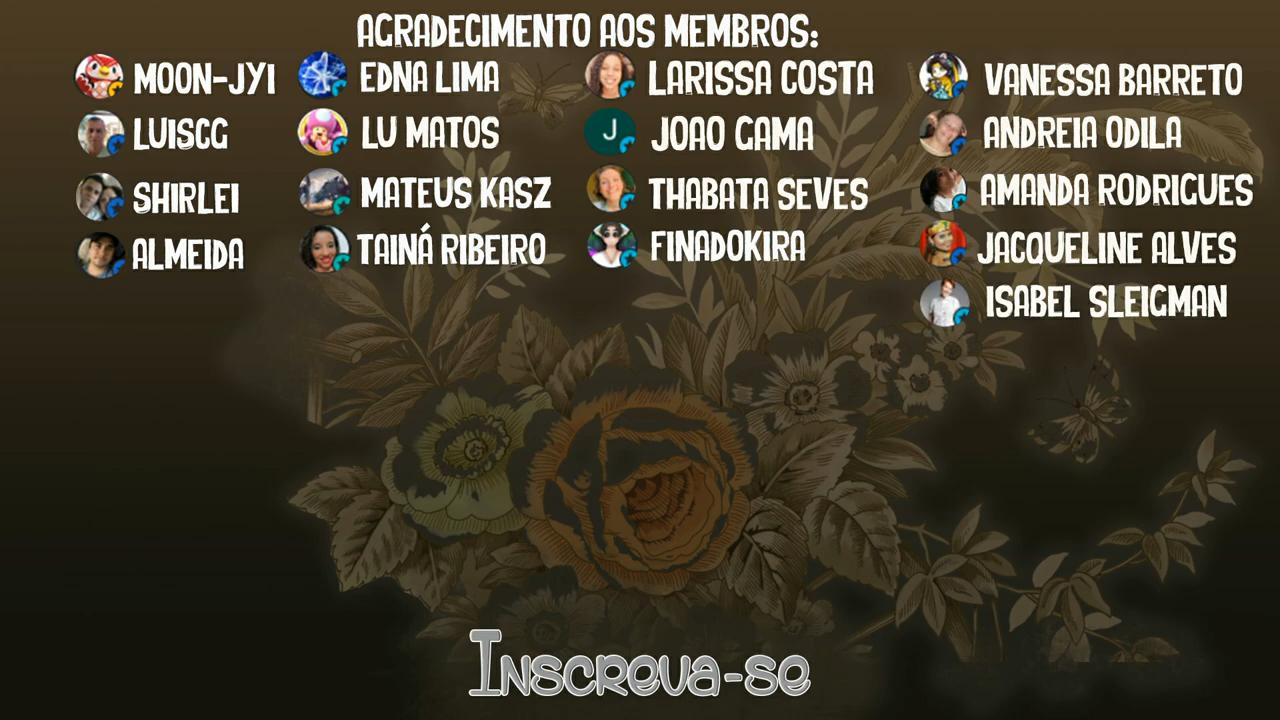 AGRADECIMENTO AOS MEMBROS:
MOON-JYI EDNA LIMA LARISSA COSTA VANESSA BARRETO
LUISCG LU MATOS J JOAO GAMA ANDREIA ODILA
SHIRLEI MATEUS KASZ THABATA SEVES AMANDA RODRIGUES
ALMEIDA TAINÁ RIBEIRO FINADOKIRA JACQUELINE ALVES
ISABEL SLEIGMAN
INSCREVA-SE